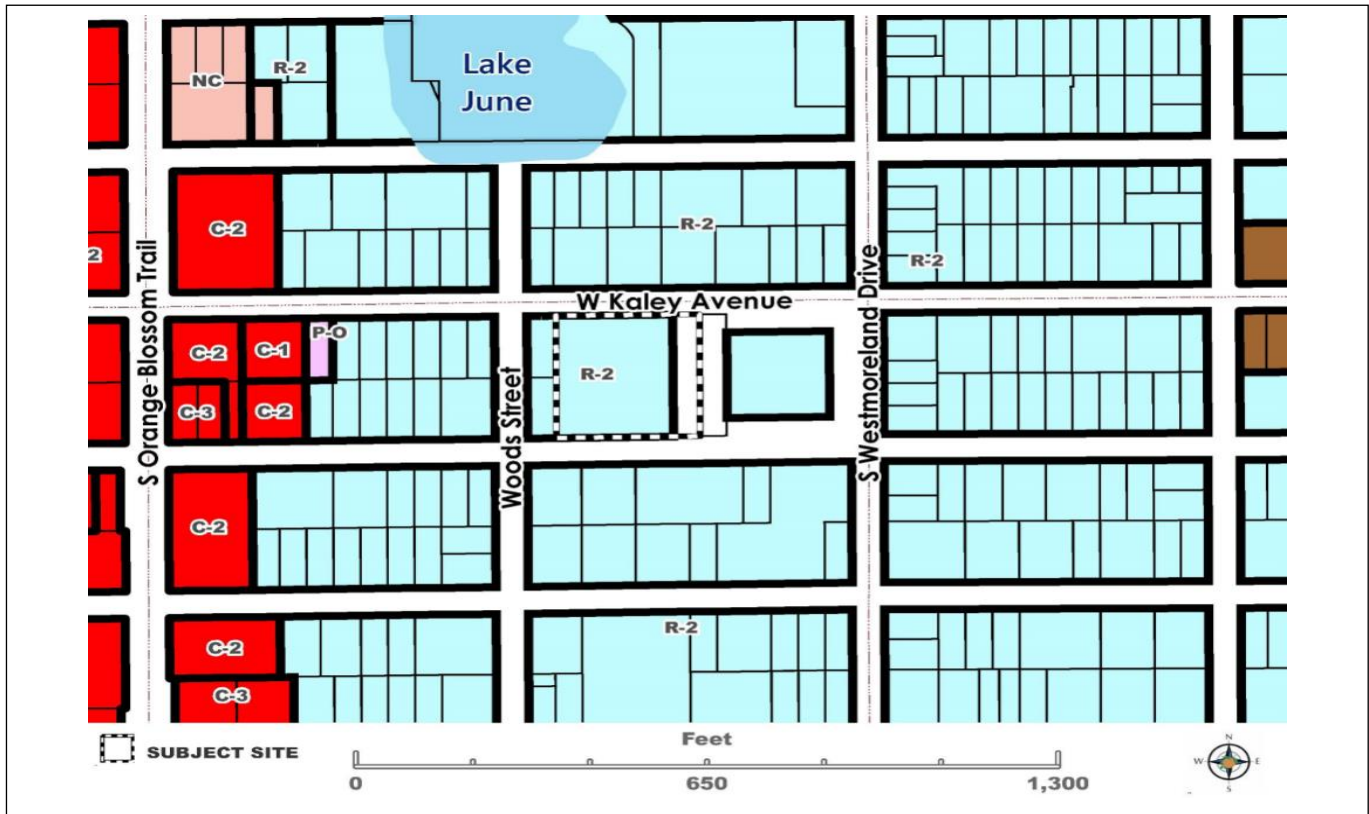 Lake
June
NC
R-2
C-2
R-2
R-2
2
S Orange Blossom Trail
W Kaley Avenue
S Westmoreland Drive
C-2
C-1
P-O
R-2
C-3
C-2
Woods Street
C-2
C-2
R-2
C-3
SUBJECT SITE
Feet
0
650
1,300
N
W
E
S